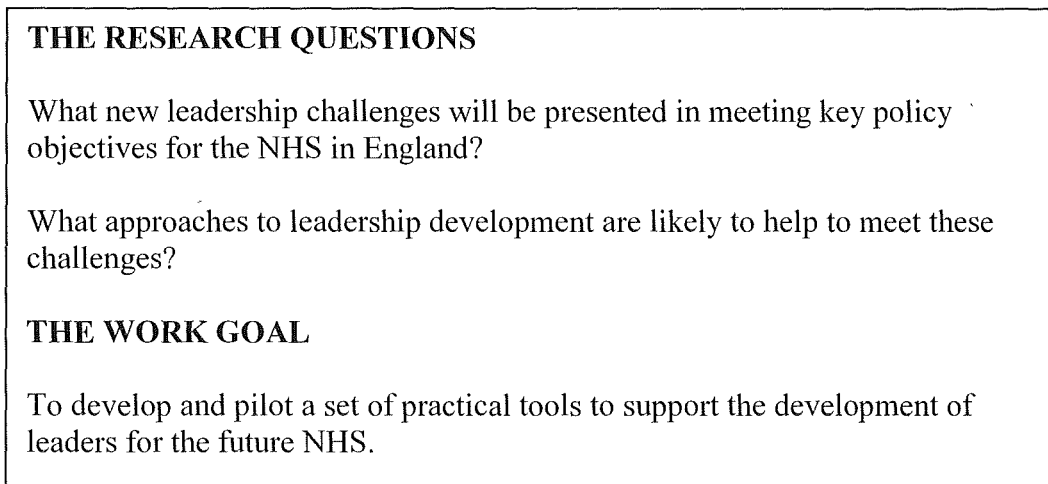 THE RESEARCH QUESTIONS
What new leadership challenges will be presented in meeting key policy
objectives for the NHS in England?
What approaches to leadership development are likely to help to meet these
challenges?
THE WORK GOAL
To develop and pilot a set of practical tools to support the development of
leaders for the future NHS.